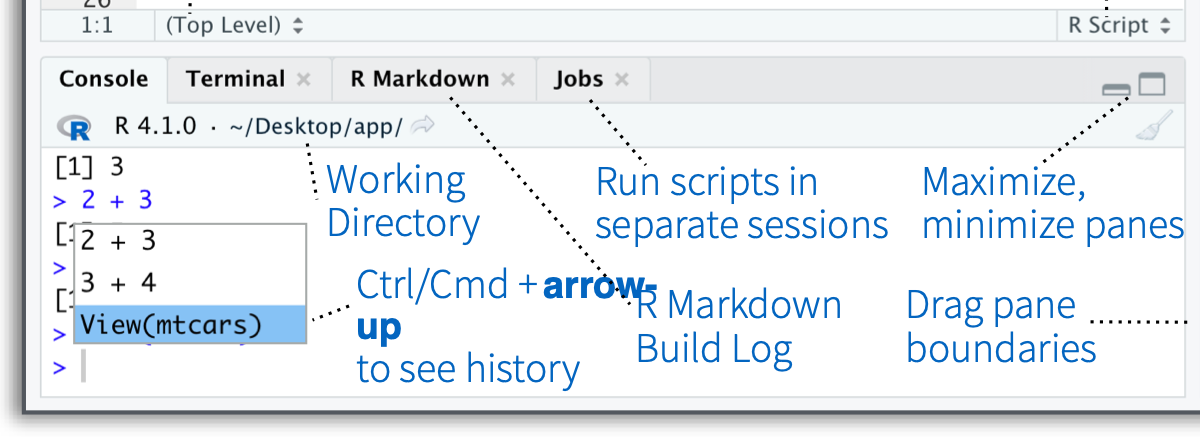 26
1:1 (Top Level) R Script
Console Terminal × R Markdown × Jobs ×
R R 4.1.0 · ~/Desktop/app/
[1] 3
> 2 + 3
[1
>
[1
>
>
2 + 3
3 + 4
View(mtcars)
Working
Directory
Run scripts in
separate sessions
Maximize,
minimize panes
Ctrl/Cmd + arrow-
up
to see history
R Markdown
Build Log
Drag pane
boundaries